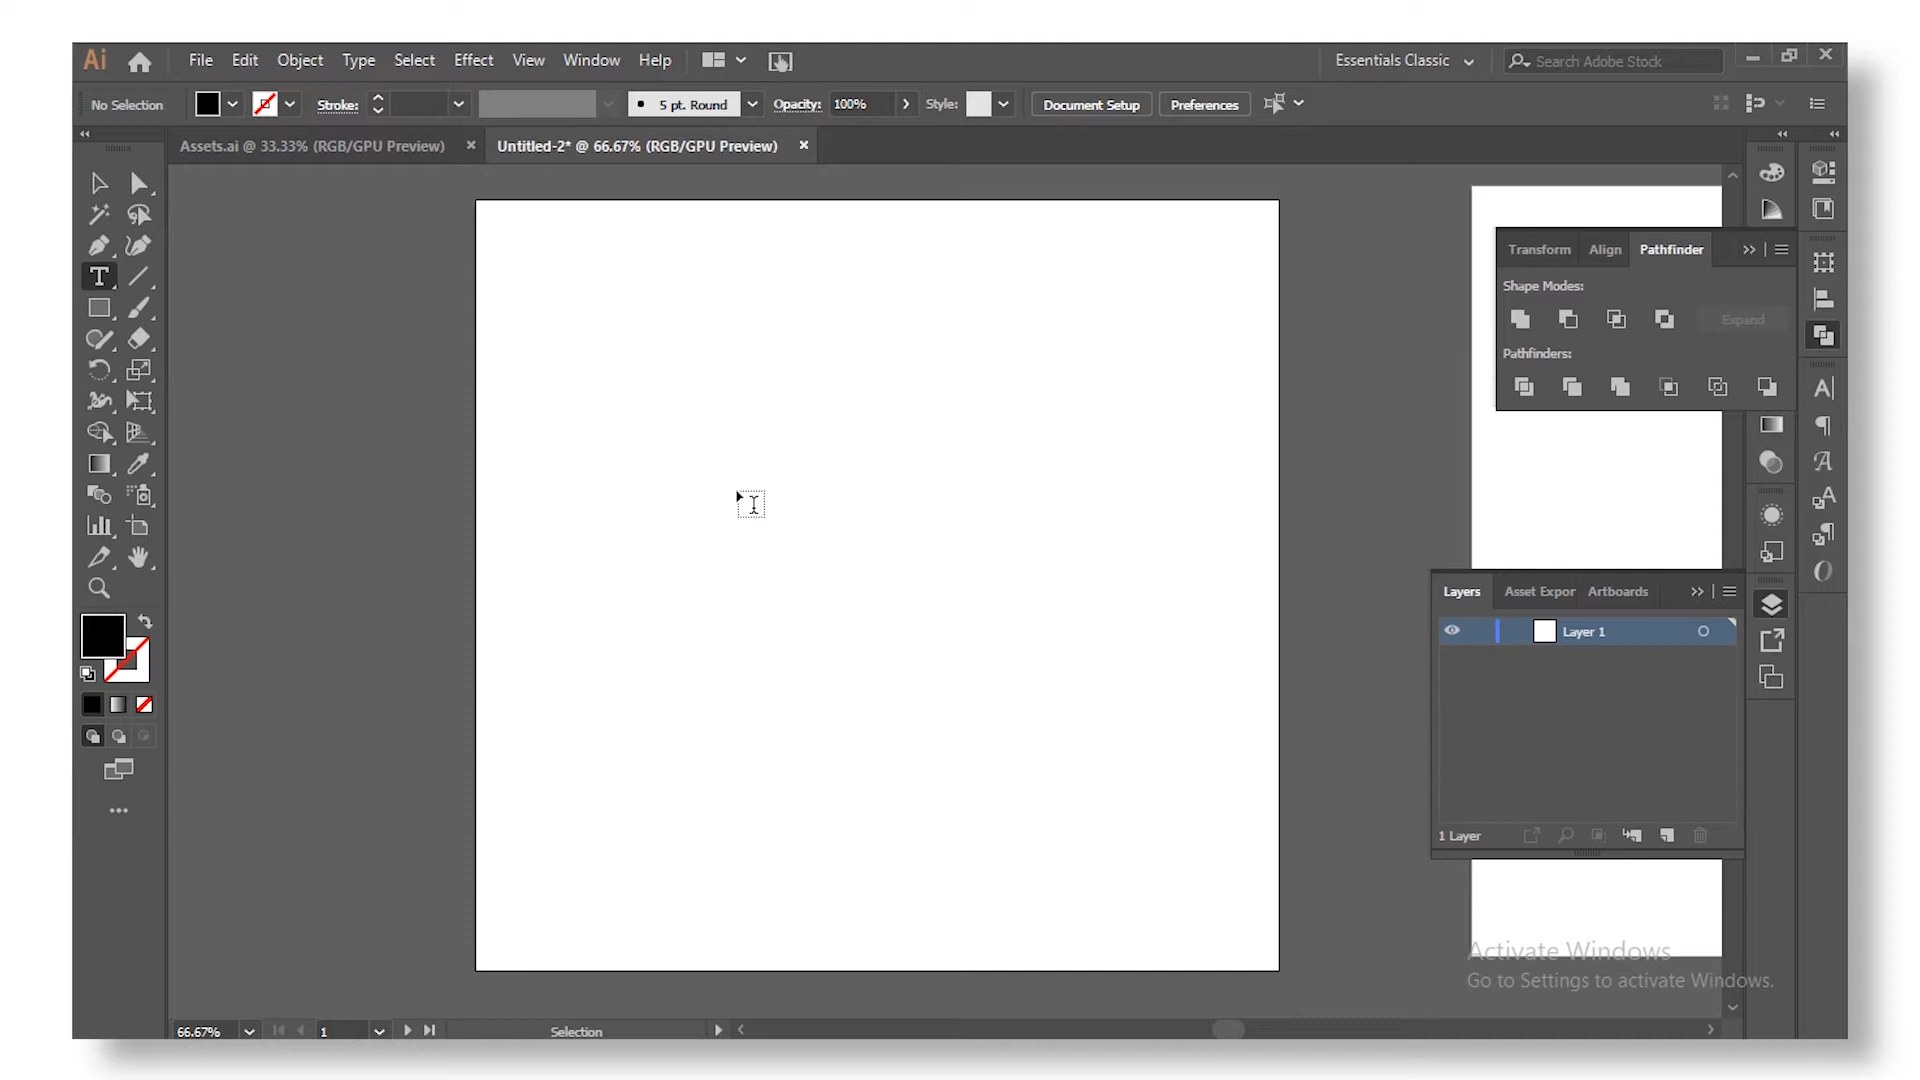 Ai File Edit Object Type Select Effect View Window Help Essentials Classic Search Adobe Stock
No Selection Stroke: 5 pt. Round Opacity: 100% Style: Document Setup Preferences
Assets.ai @ 33.33% (RGB/GPU Preview) × Untitled-2* @ 66.67% (RGB/GPU Preview) ×
Transform Align Pathfinder
Shape Modes:
Expand
Pathfinders:
Layers Asset Expor Artboards
Layer 1
1 Layer
Activate Windows
Go to Settings to activate Windows.
66.67% 1 Selection